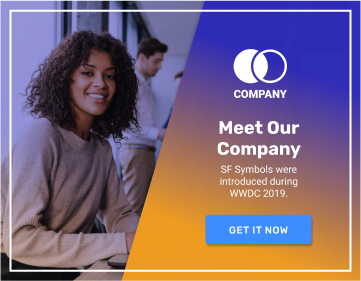 COMPANY
Meet Our
Company
SF Symbols were
introduced during
WWDC 2019.
GET IT NOW